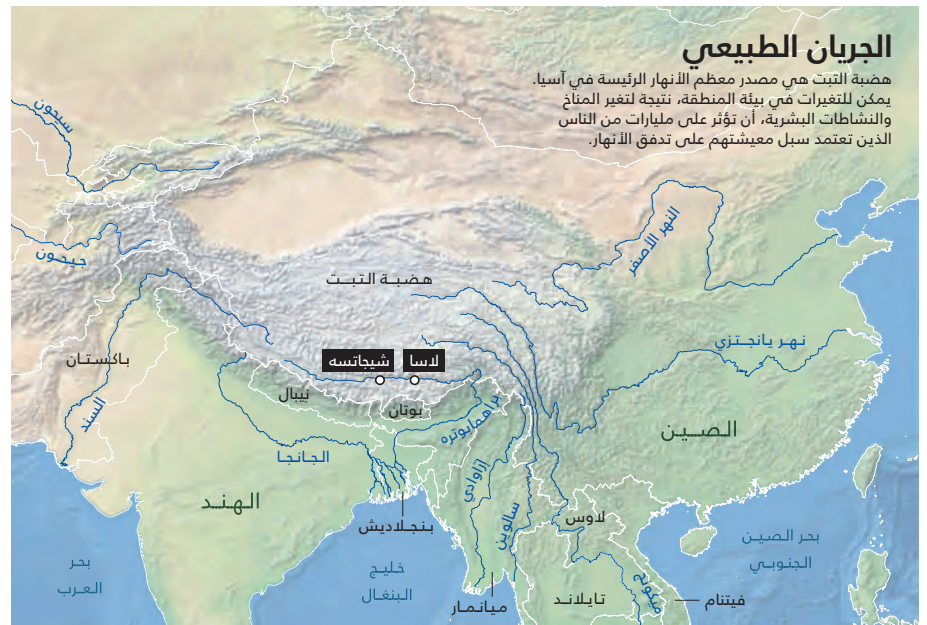 الجريان الطبيعي
هضبة التبت هي مصدر معظم الأنهار الرئيسة في آسيا.
يمكن للتغيرات في بيئة المنطقة، نتيجة لتغير المناخ
والنشاطات البشرية، أن تؤثر على مليارات من الناس
الذين تعتمد سبل معيشتهم على تدفق الأنهار.
سيحون
جيحون
النهر الأصفر
هضبة التبت
نهر يانجتزي
باكستان
لاسا
شيجاتسه
نيبال
بوتان
براهمابوتره
السند
الصين
الجانجا
إراوادي
الهند
سالوين
لاوس
بنجلاديش
بحر الصين
الجنوبي
بحر
العرب
خليج
البنغال
ميكونج
فيتنام
تايلاند
ميانمار